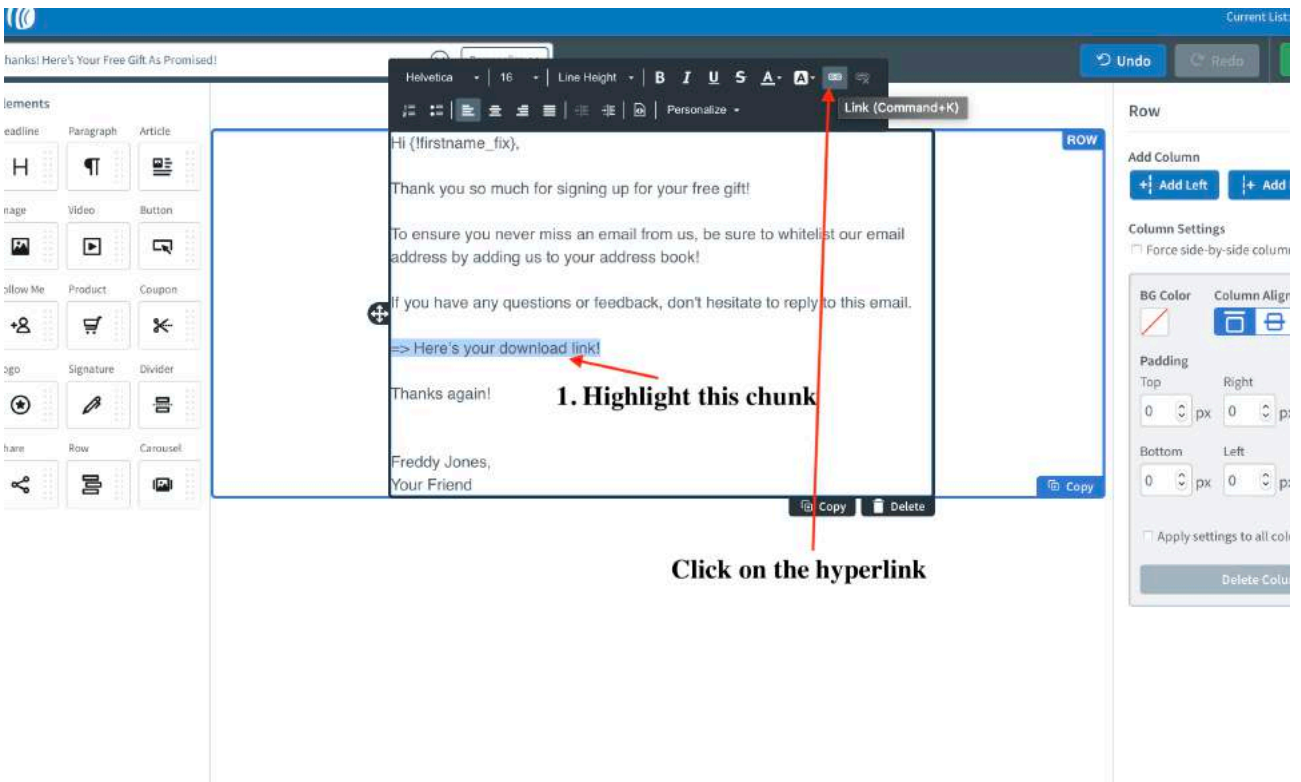 Current List:
hanks! Here's Your Free Gift As Promised!
Undo
Redo
Helvetica
16
Line Height
B I U S A A
Personalize
Link (Command+K)
lements
eadline
Paragraph
Article
H
mage
Video
Button
ollow Me
Product
Coupon
ogo
Signature
Divider
hare
Row
Carousel
ROW
Hi {!firstname_fix},
Thank you so much for signing up for your free gift!
To ensure you never miss an email from us, be sure to whitelist our email
address by adding us to your address book!
If you have any questions or feedback, don't hesitate to reply to this email.
=> Here's your download link!
1. Highlight this chunk
Thanks again!
Freddy Jones,
Your Friend
Copy
Copy
Delete
Click on the hyperlink
Row
Add Column
Add Left
Add
Column Settings
Force side-by-side colum
BG Color
Column Align
Padding
Top
Right
0 px
0 p
Bottom
Left
0 px
0 p
Apply settings to all col
Delete Colu